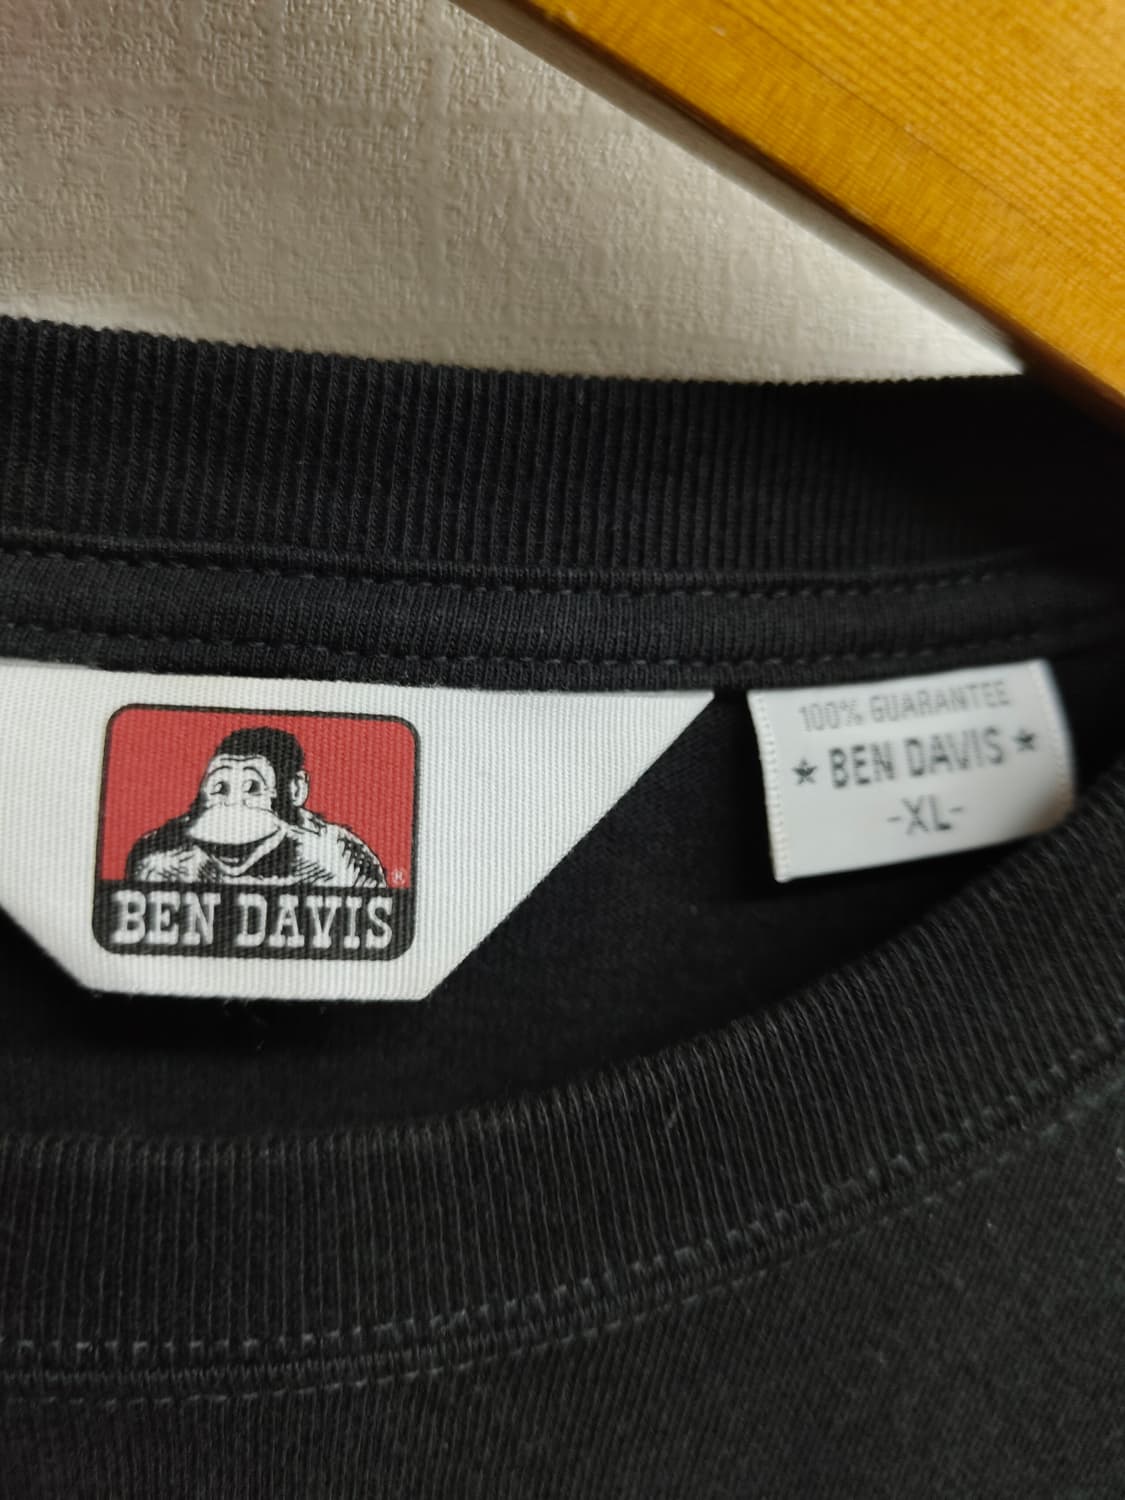 BEN DAVIS
®
100% GUARANTEE
★ BEN DAVIS ★
-XL-